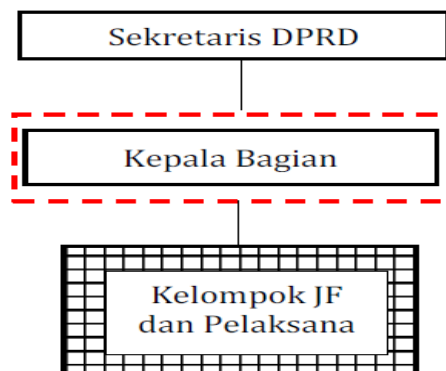 Sekretaris DPRD
Kepala Bagian
Kelompok JF
dan Pelaksana